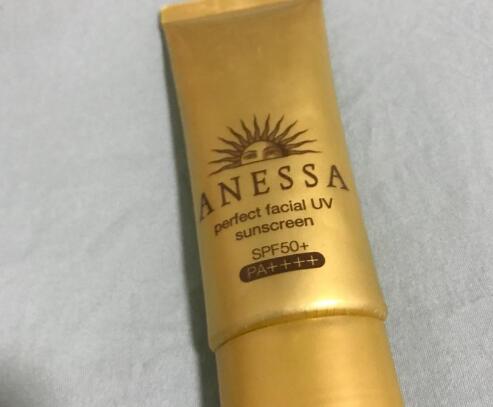 ANESSA
perfect facial UV
sunscreen
SPF50+
PA++++